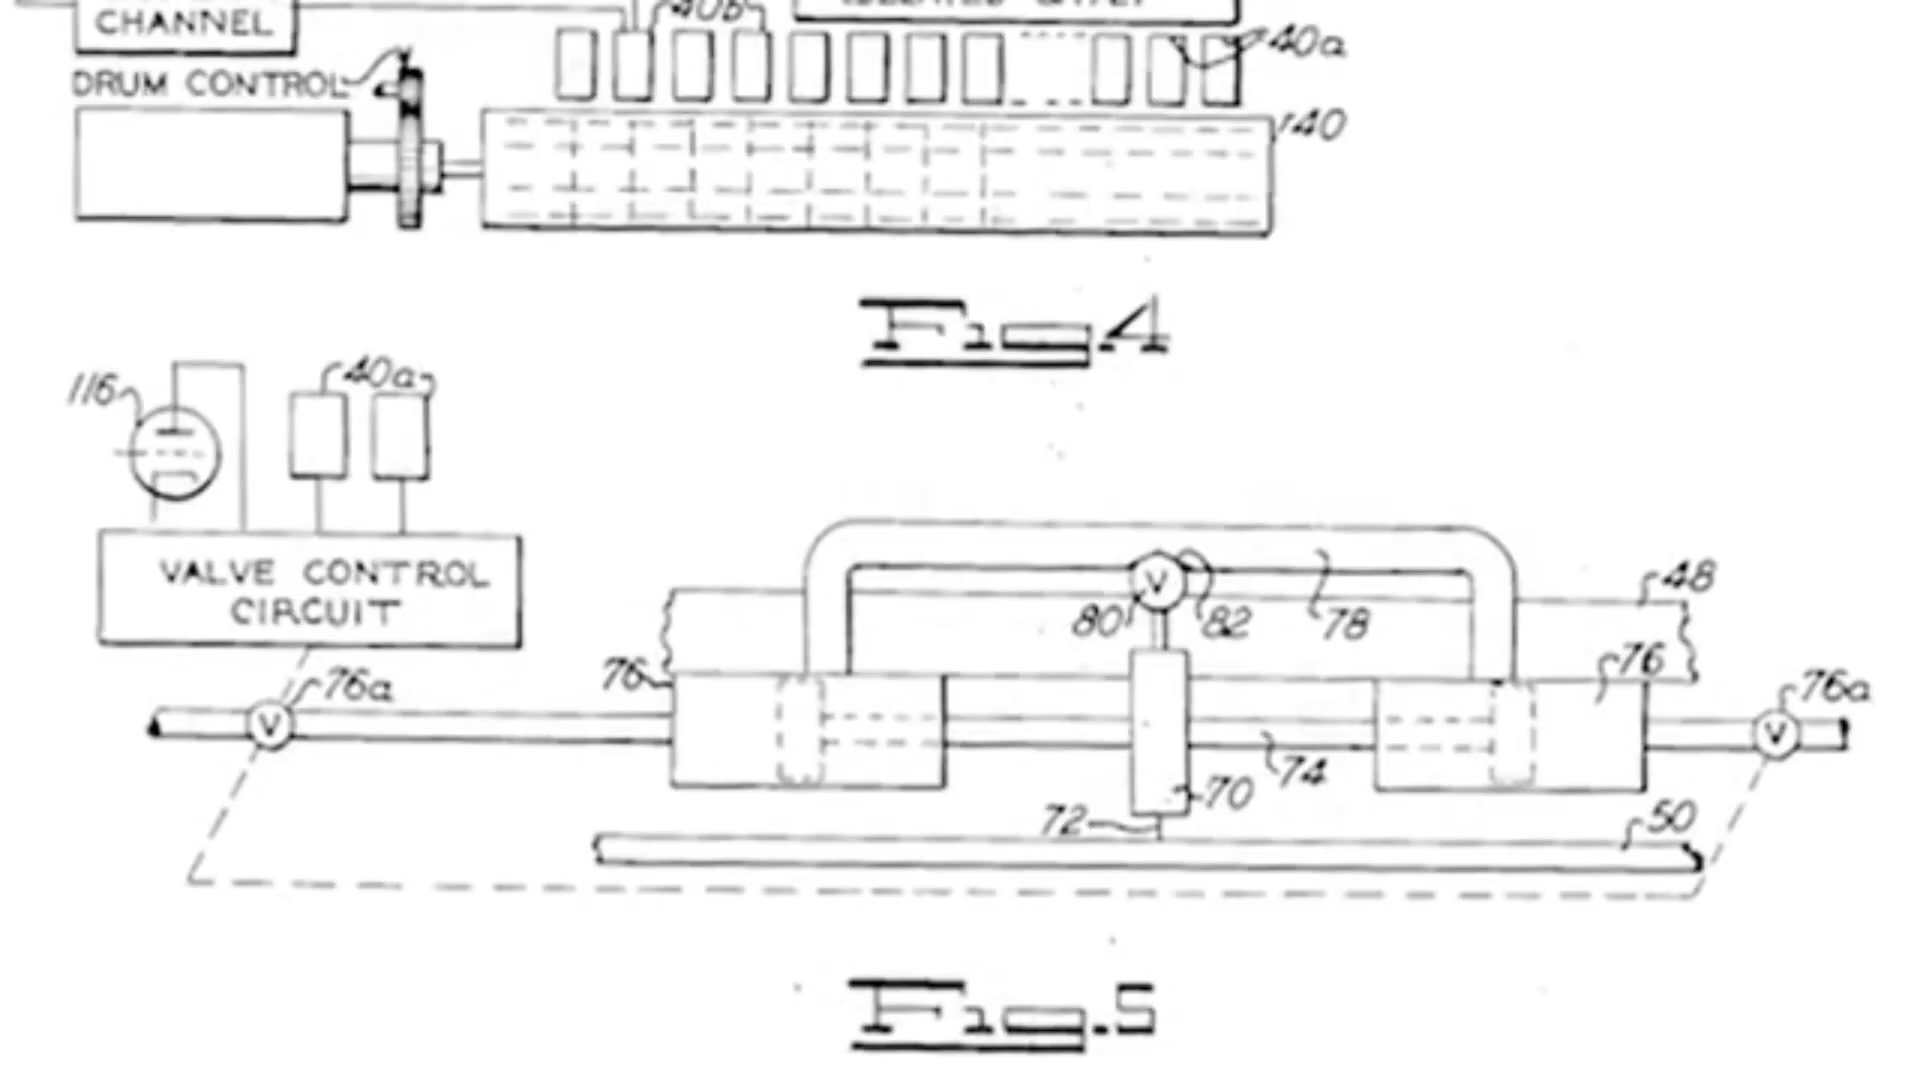 CHANNEL
40b
40a
DRUM CONTROL
140
Fig. 4
116
40a
VALVE CONTROL
CIRCUIT
V
80
82
78
48
76
76a
V
76
76a
V
70
74
72
50
Fig. 5